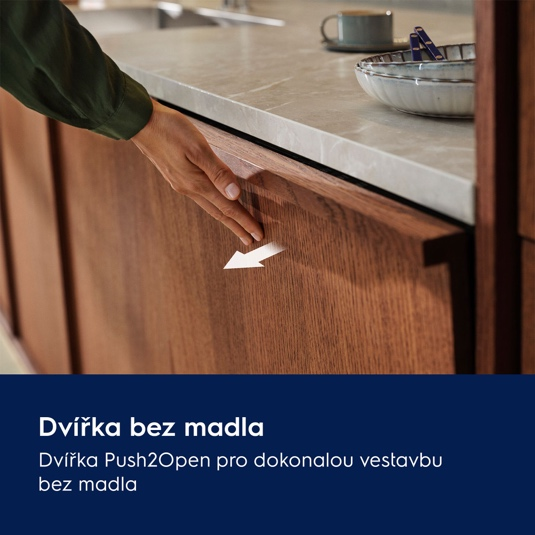 Dvířka bez madla
Dvířka Push2Open pro dokonalou vestavbu
bez madla